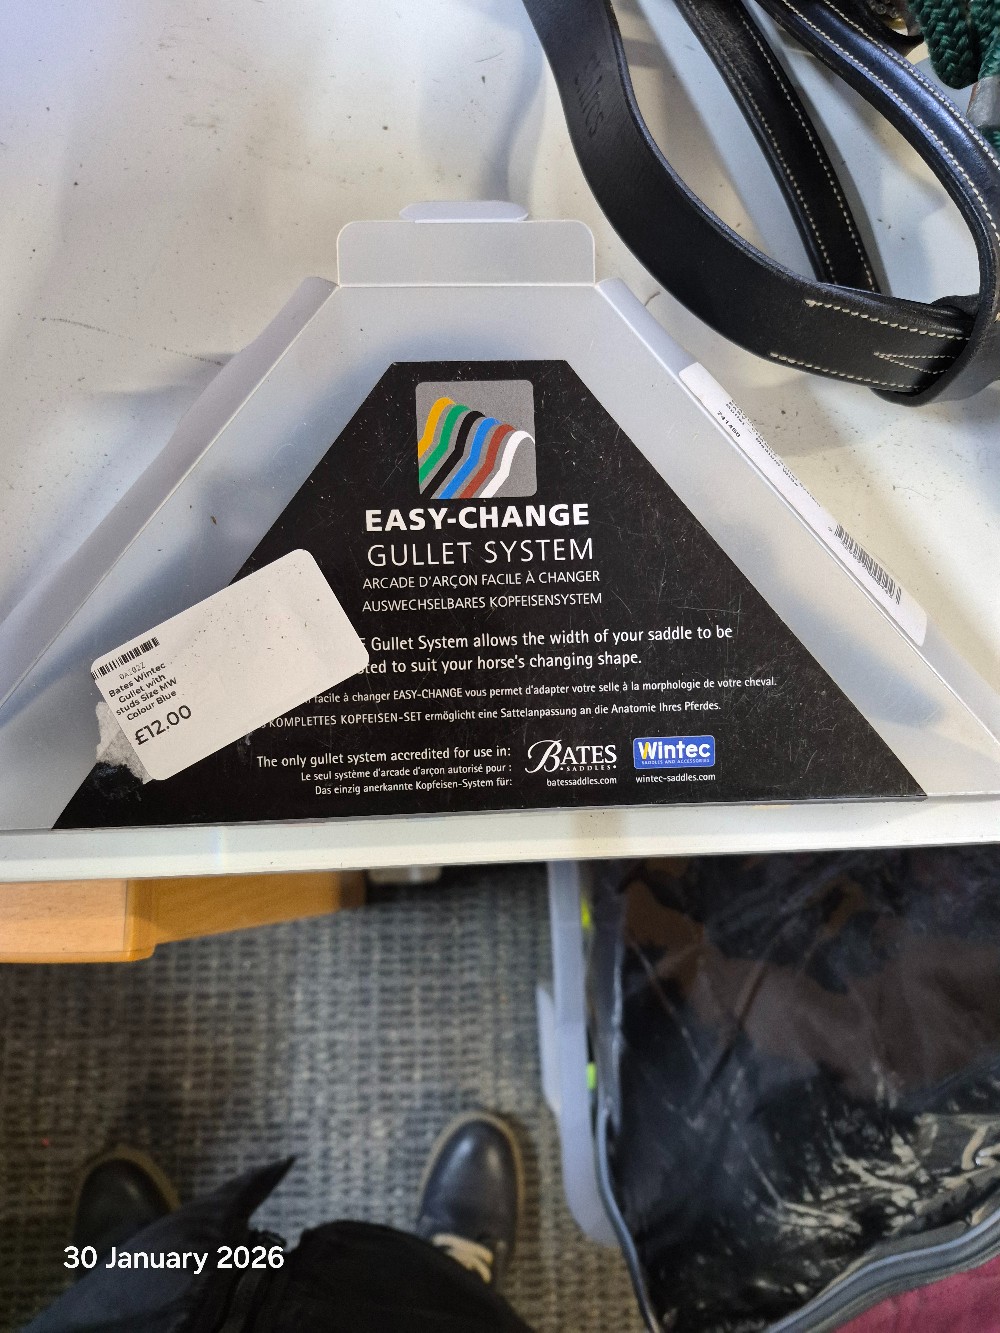 EASY-CHANGE
GULLET SYSTEM
ARCADE D'ARÇON FACILE À CHANGER
AUSWECHSELBARES KOPFEISENSYSTEM
Gullet System allows the width of your saddle to be
to suit your horse's changing shape.
facile à changer EASY-CHANGE vous permet d'adapter votre selle à la morphologie de votre cheval.
KOMPLETTES KOPFEISEN-SET ermöglicht eine Sattelanpassung an die Anatomie Ihres Pferdes.
The only gullet system accredited for use in:
Le seul système d'arcade d'arçon autorisé pour :
Das einzig anerkannte Kopfeisen-System für:
BATES
•SADDLES•
batessaddles.com
Wintec
SADDLES AND ACCESSORIES
wintec-saddles.com
Bates Wintec
Gullet with
studs Size MW
Colour Blue
£12.00
741460
30 January 2026